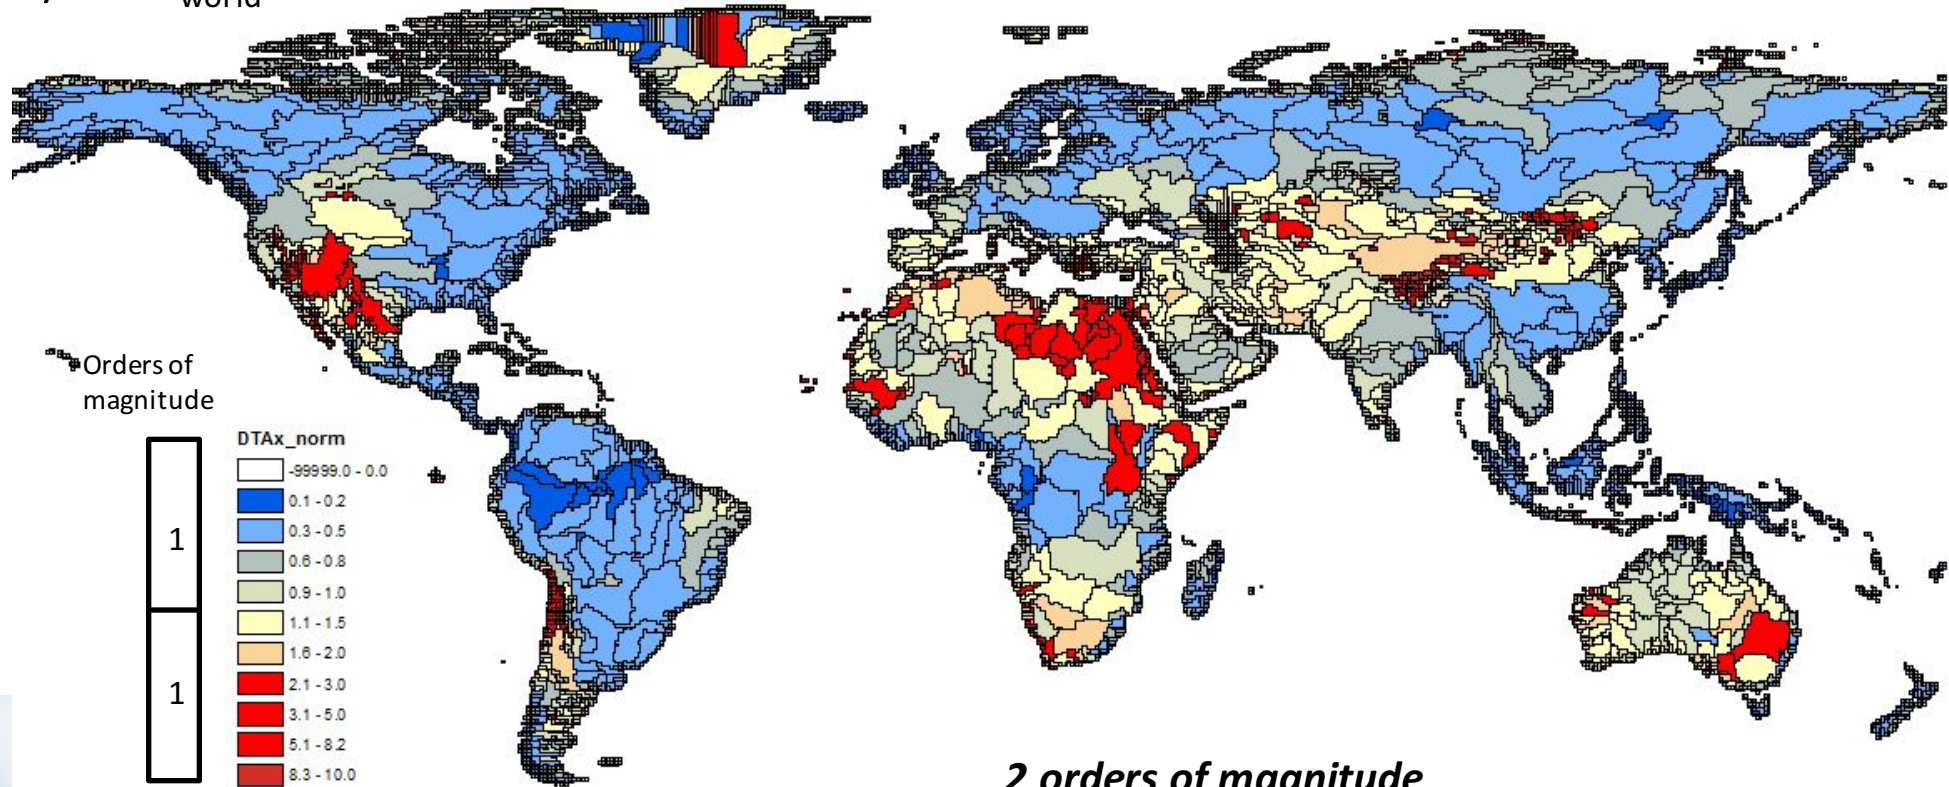 world
Orders of
magnitude
DTAx_norm
-99999.0 - 0.0
0.1 - 0.2
0.3 - 0.5
0.6 - 0.8
0.9 - 1.0
1.1 - 1.5
1.6 - 2.0
2.1 - 3.0
3.1 - 5.0
5.1 - 8.2
8.3 - 10.0
1
1
2 orders of magnitude